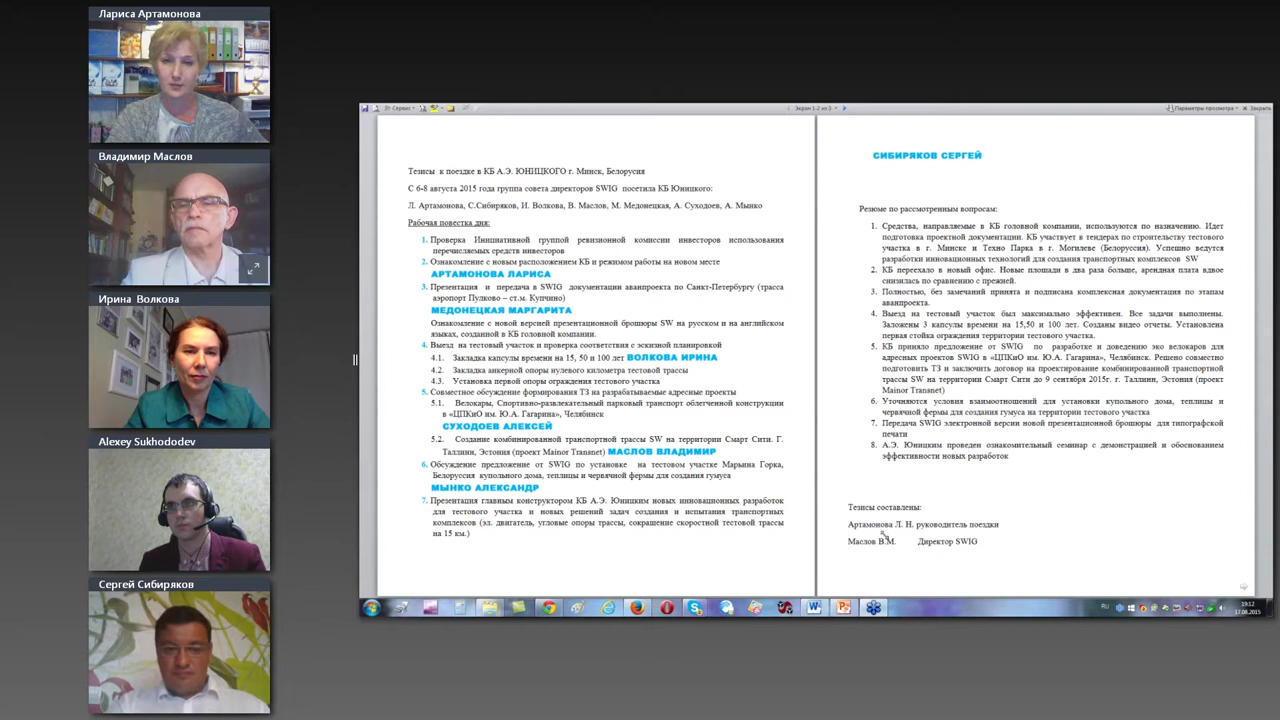 Лариса Артамонова
Владимир Маслов
Ирина Волкова
Alexey Sukhododev
Сергей Сибиряков
Сервис
Экран 1-2 из 3
Параметры просмотра
Закрыть
Тезисы к поездке в КБ А.Э. ЮНИЦКОГО г. Минск, Белорусия
С 6-8 августа 2015 года группа совета директоров SWIG посетила КБ Юницкого:
Л. Артамонова, С.Сибиряков, И. Волкова, В. Маслов, М. Медонецкая, А. Суходоев, А. Мынко
Рабочая повестка дня:
1. Проверка Инициативной группой ревизионной комиссии инвесторов использования
перечисляемых средств инвесторов
2. Ознакомление с новым расположением КБ и режимом работы на новом месте
АРТАМОНОВА ЛАРИСА
3. Презентация и передача в SWIG документации аванпроекта по Санкт-Петербургу (трасса
аэропорт Пулково – ст.м. Купчино)
МЕДОНЕЦКАЯ МАРГАРИТА
Ознакомление с новой версией презентационной брошюры SW на русском и на английском
языках, созданной в КБ головной компании.
4. Выезд на тестовый участок и проверка соответствия с эскизной планировкой
4.1. Закладка капсулы времени на 15, 50 и 100 лет ВОЛКОВА ИРИНА
4.2. Закладка анкерной опоры нулевого километра тестовой трассы
4.3. Установка первой опоры ограждения тестового участка
5. Совместное обсуждение формирования ТЗ на разрабатываемые адресные проекты
5.1. Велокары, Спортивно-развлекательный парковый транспорт облегченной конструкции
в «ЦПКиО им. Ю.А. Гагарина», Челябинск
СУХОДОЕВ АЛЕКСЕЙ
5.2. Создание комбинированной транспортной трассы SW на территории Смарт Сити. Г.
Таллинн, Эстония (проект Mainor Transnet) МАСЛОВ ВЛАДИМИР
6. Обсуждение предложение от SWIG по установке на тестовом участке Марьина Горка,
Белоруссия купольного дома, теплицы и червячной фермы для создания гумуса
МЫНКО АЛЕКСАНДР
7. Презентация главным конструктором КБ А.Э. Юницким новых инновационных разработок
для тестового участка и новых решений задач создания и испытания транспортных
комплексов (эл. двигатель, угловые опоры трассы, сокращение скоростной тестовой трассы
на 15 км.)
СИБИРЯКОВ СЕРГЕЙ
Резюме по рассмотренным вопросам:
1. Средства, направляемые в КБ головной компании, используются по назначению. Идет
подготовка проектной документации. КБ участвует в тендерах по строительству тестового
участка в г. Минске и Техно Парка в г. Могилеве (Белоруссия). Успешно ведутся
разработки инновационных технологий для создания транспортных комплексов SW
2. КБ переехало в новый офис. Новые площади в два раза больше, арендная плата вдвое
снизилась по сравнению с прежней.
3. Полностью, без замечаний принята и подписана комплексная документация по этапам
аванпроекта.
4. Выезд на тестовый участок был максимально эффективен. Все задачи выполнены.
Заложены 3 капсулы времени на 15,50 и 100 лет. Созданы видео отчеты. Установлена
первая стойка ограждения территории тестового участка.
5. КБ приняло предложение от SWIG по разработке и доведению эко велокаров для
адресных проектов SWIG в «ЦПКиО им. Ю.А. Гагарина», Челябинск. Решено совместно
подготовить ТЗ и заключить договор на проектирование комбинированной транспортной
трассы SW на территории Смарт Сити до 9 сентября 2015г. г. Таллинн, Эстония (проект
Mainor Transnet)
6. Уточняются условия взаимоотношении для установки купольного дома, теплицы и
червячной фермы для создания гумуса на территории тестового участка
7. Передача SWIG электронной версии новой презентационной брошюры для типографской
печати
8. А.Э. Юницким проведен ознакомительный семинар с демонстрацией и обоснованием
эффективности новых разработок
Тезисы составлены:
Артамонова Л. Н. руководитель поездки
Маслов В.М. Директор SWIG
RU
19:12
17.08.2015